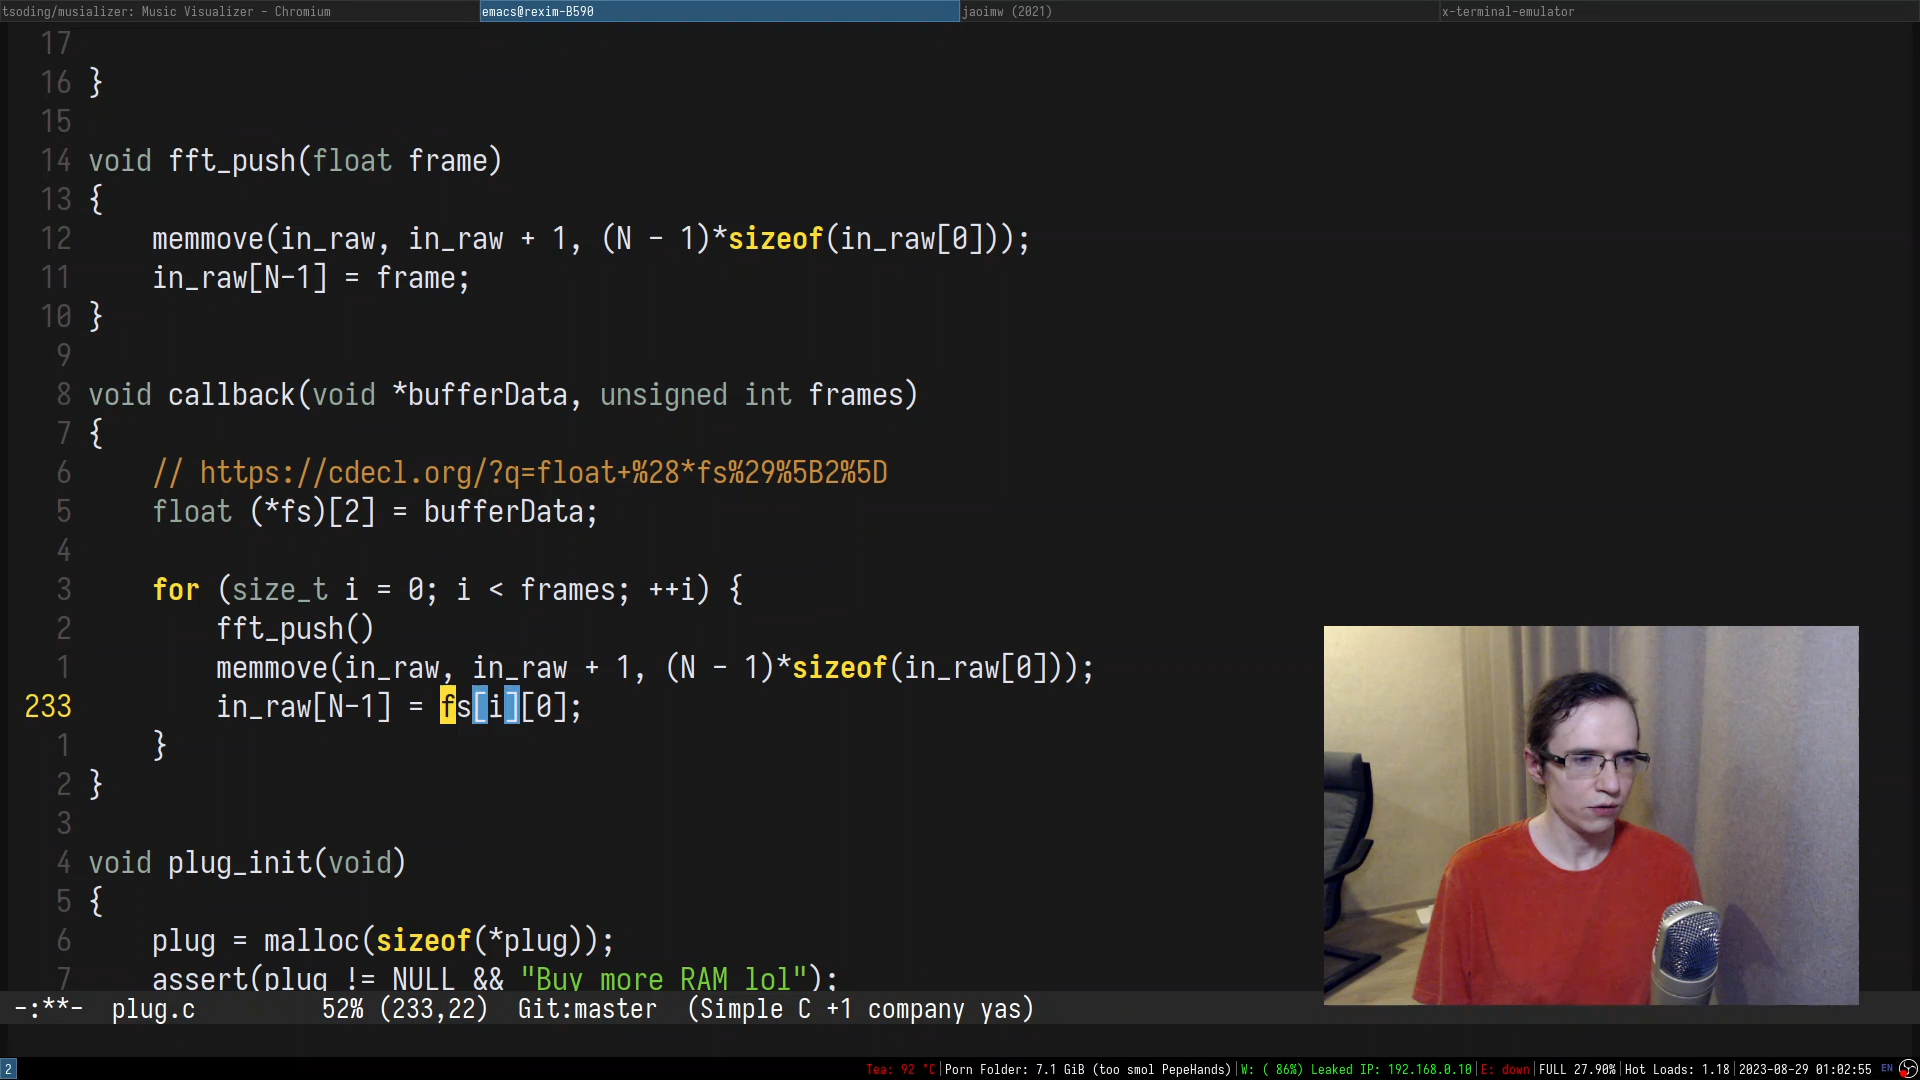 tsoding/musializer: Music Visualizer - Chromium emacs@rexim-B590 jaoimw (2021) x-terminal-emulator
17
16 }
15
14 void fft_push(float frame)
13 {
12 memmove(in_raw, in_raw + 1, (N - 1)*sizeof(in_raw[0]));
11 in_raw[N-1] = frame;
10 }
9
8 void callback(void *bufferData, unsigned int frames)
7 {
6 // https://cdecl.org/?q=float+%28*fs%29%5B2%5D
5 float (*fs)[2] = bufferData;
4
3 for (size_t i = 0; i < frames; ++i) {
2 fft_push()
1 memmove(in_raw, in_raw + 1, (N - 1)*sizeof(in_raw[0]));
233 in_raw[N-1] = fs[i][0];
1 }
2 }
3
4 void plug_init(void)
5 {
6 plug = malloc(sizeof(*plug));
7 assert(plug != NULL && "Buy more RAM lol");
-:**- plug.c 52% (233,22) Git:master (Simple C +1 company yas)
2 Tea: 92 °C|Porn Folder: 7.1 GiB (too smol PepeHands)|W: ( 86%) Leaked IP: 192.168.0.10|E: down|FULL 27.90%|Hot Loads: 1.18|2023-08-29 01:02:55 EN